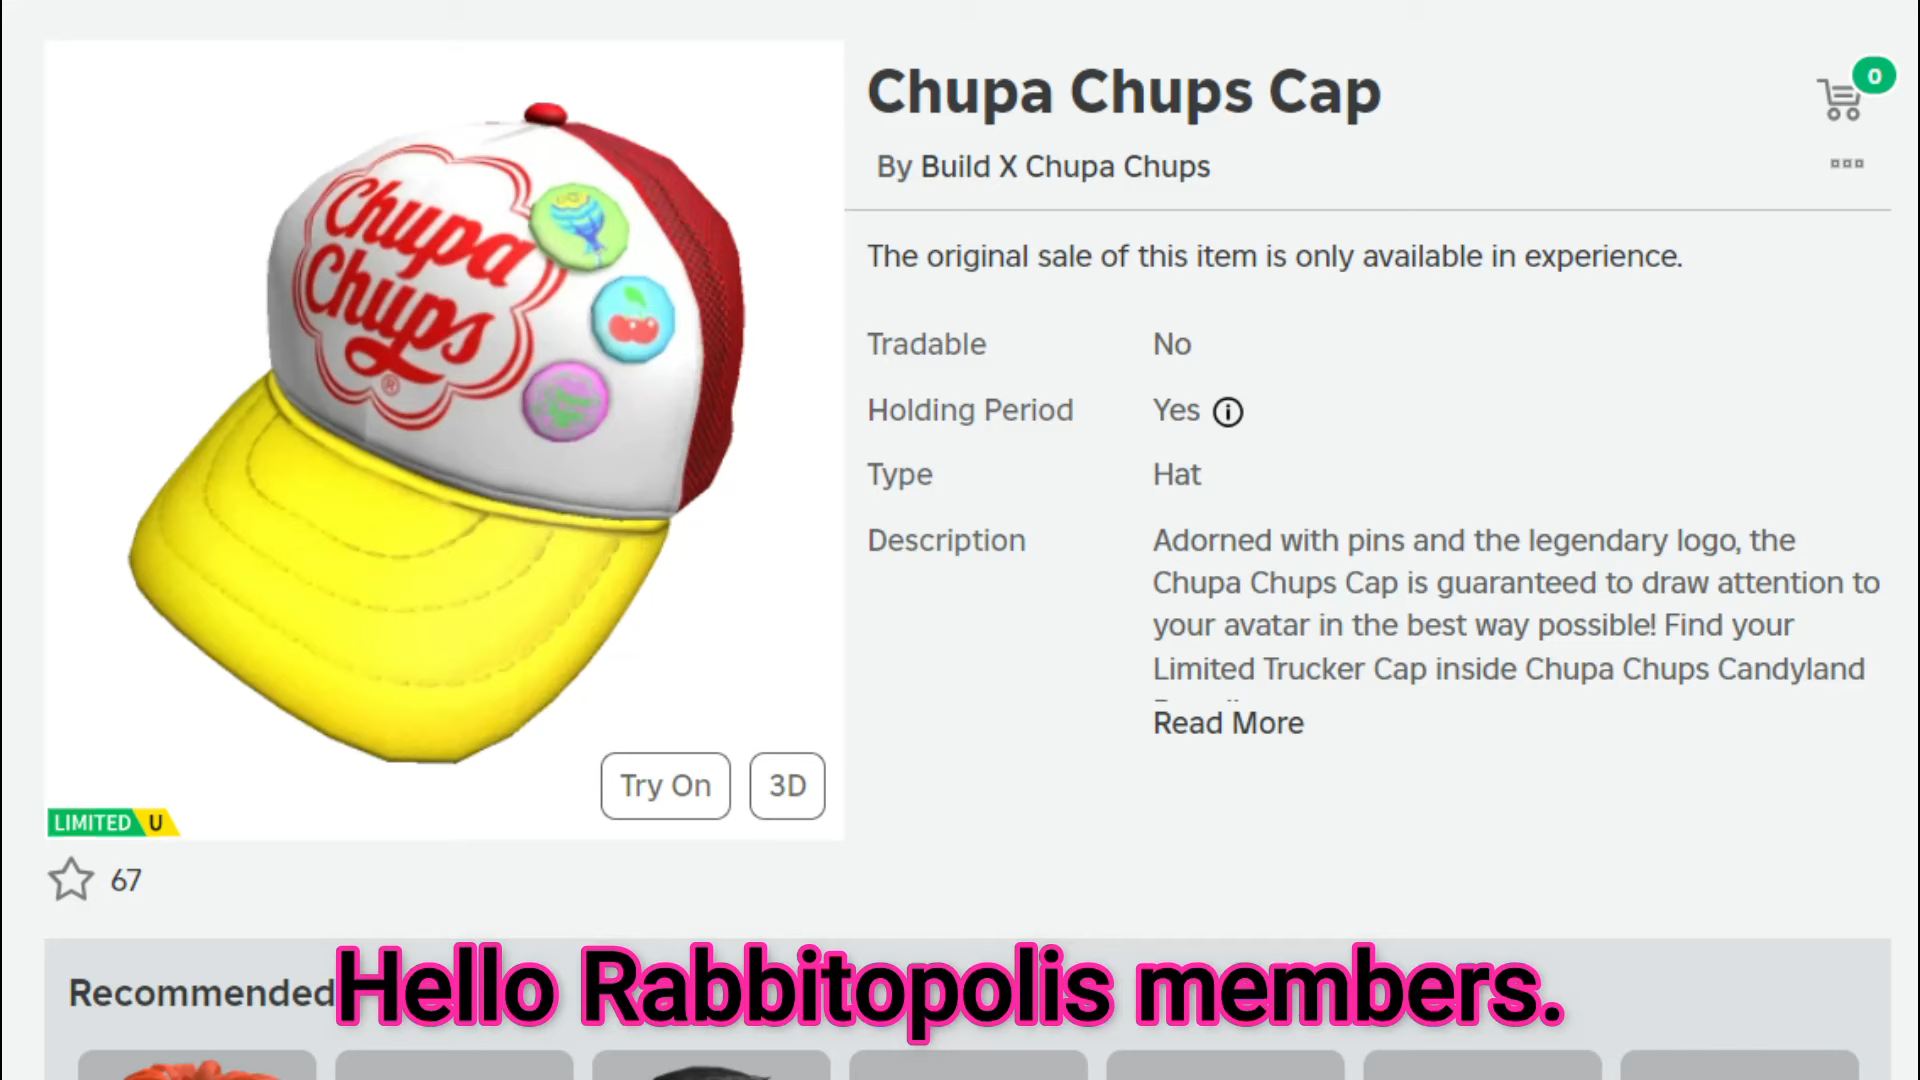 Chupa Chups Cap
0
By Build X Chupa Chups
The original sale of this item is only available in experience.
Tradable No
Holding Period Yes
Type Hat
Description Adorned with pins and the legendary logo, the
Chupa Chups Cap is guaranteed to draw attention to
your avatar in the best way possible! Find your
Limited Trucker Cap inside Chupa Chups Candyland
Read More
Chupa
Chups
®
Try On
3D
LIMITED U
67
Recommended
Hello Rabbitopolis members.